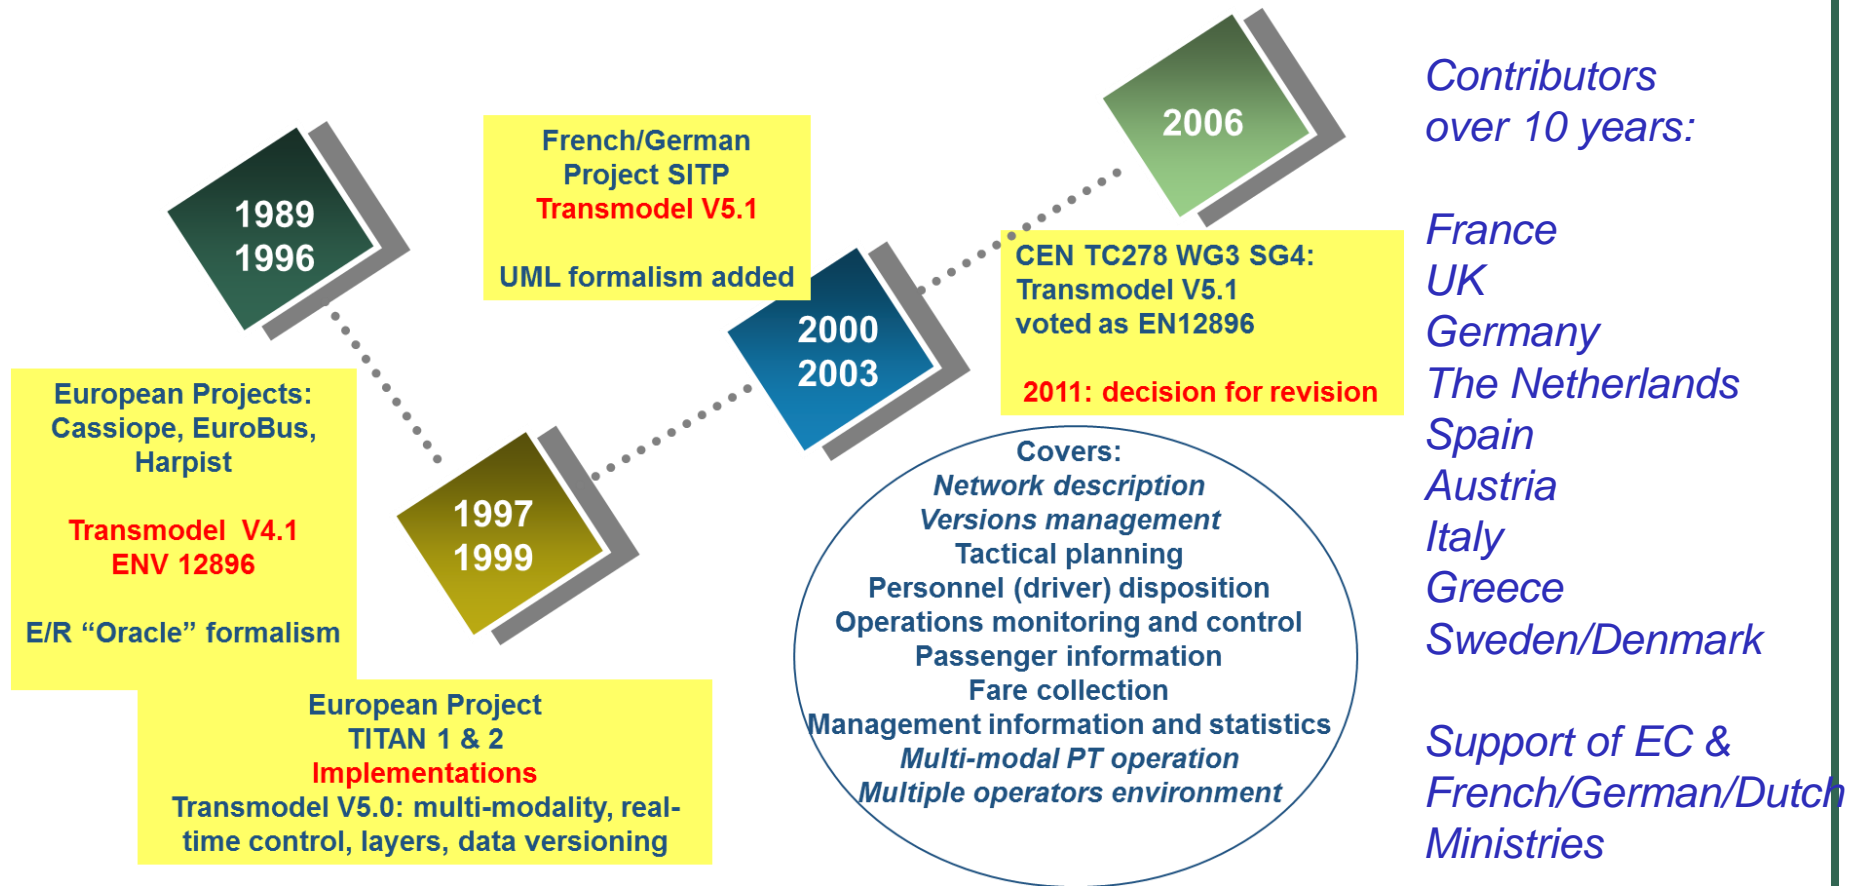 1989
1996
European Projects:
Cassiope, EuroBus,
Harpist
Transmodel V4.1
ENV 12896
E/R “Oracle” formalism
1997
1999
European Project
TITAN 1 & 2
Implementations
Transmodel V5.0: multi-modality, real-
time control, layers, data versioning
French/German
Project SITP
Transmodel V5.1
UML formalism added
2000
2003
2006
CEN TC278 WG3 SG4:
Transmodel V5.1
voted as EN12896
2011: decision for revision
Covers:
Network description
Versions management
Tactical planning
Personnel (driver) disposition
Operations monitoring and control
Passenger information
Fare collection
Management information and statistics
Multi-modal PT operation
Multiple operators environment
Contributors
over 10 years:
France
UK
Germany
The Netherlands
Spain
Austria
Italy
Greece
Sweden/Denmark
Support of EC &
French/German/Dutch
Ministries